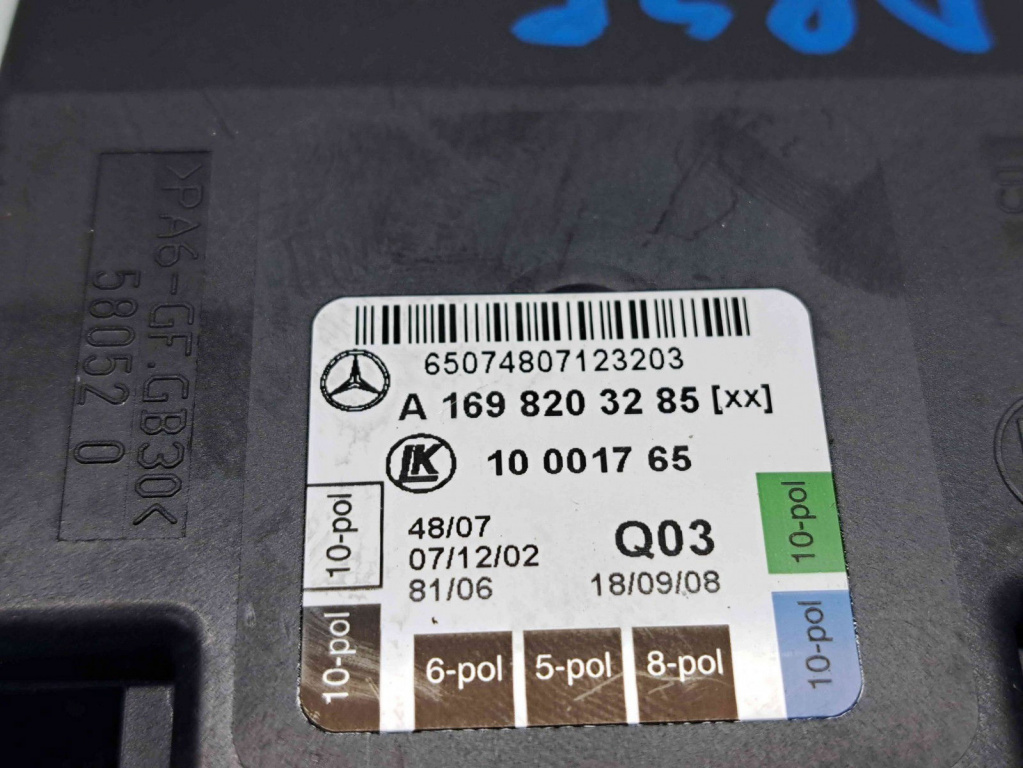 >PA6-GF.GB30<
58052 0
65074807123203
A 169 820 32 85 [xx]
LK
10 0017 65
10-pol
48/07
07/12/02
81/06
Q03
18/09/08
10-pol
10-pol
6-pol
5-pol
8-pol
10-pol